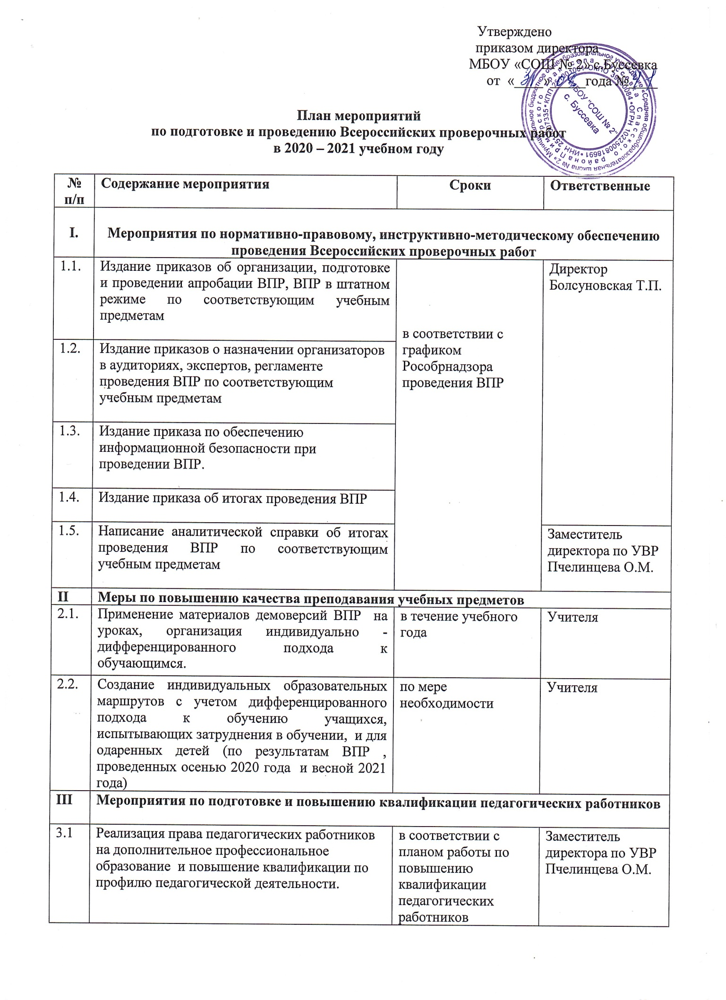 Утверждено
приказом директора
МБОУ «СОШ № 2» с.Буссевка
от «31» 08 года №
МБОУ "СОШ № 2"
с. Буссевка
План мероприятий
по подготовке и проведению Всероссийских проверочных работ
в 2020 – 2021 учебном году
№
п/п
Содержание мероприятия
Сроки
Ответственные
I.
Мероприятия по нормативно-правовому, инструктивно-методическому обеспечению
проведения Всероссийских проверочных работ
1.1.
Издание приказов об организации, подготовке
и проведении апробации ВПР, ВПР в штатном
режиме по соответствующим учебным
предметам
в соответствии с
графиком
Рособрнадзора
проведения ВПР
Директор
Болсуновская Т.П.
1.2.
Издание приказов о назначении организаторов
в аудиториях, экспертов, регламенте
проведения ВПР по соответствующим
учебным предметам
1.3.
Издание приказа по обеспечению
информационной безопасности при
проведении ВПР.
1.4.
Издание приказа об итогах проведения ВПР
1.5.
Написание аналитической справки об итогах
проведения ВПР по соответствующим
учебным предметам
Заместитель
директора по УВР
Пчелинцева О.М.
II
Меры по повышению качества преподавания учебных предметов
2.1.
Применение материалов демоверсий ВПР на
уроках, организация индивидуально -
дифференцированного подхода к
обучающимся.
в течение учебного
года
Учителя
2.2.
Создание индивидуальных образовательных
маршрутов с учетом дифференцированного
подхода к обучению учащихся,
испытывающих затруднения в обучении, и для
одаренных детей (по результатам ВПР ,
проведенных осенью 2020 года и весной 2021
года)
по мере
необходимости
Учителя
III
Мероприятия по подготовке и повышению квалификации педагогических работников
3.1
Реализация права педагогических работников
на дополнительное профессиональное
образование и повышение квалификации по
профилю педагогической деятельности.
в соответствии с
планом работы по
повышению
квалификации
педагогических
работников
Заместитель
директора по УВР
Пчелинцева О.М.